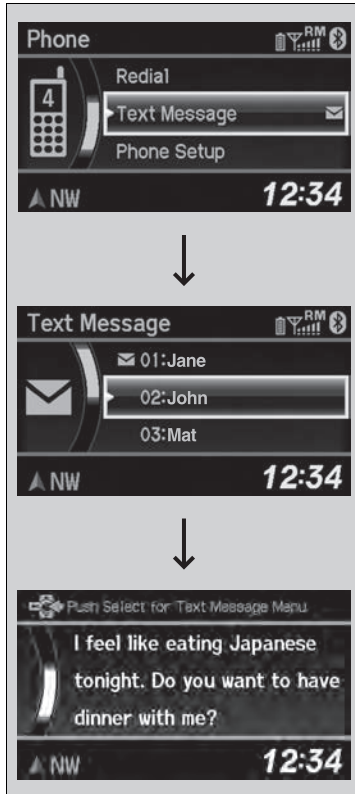 Phone
RM
Redial
4
Text Message
Phone Setup
NW
12:34
Text Message
RM
01:Jane
02:John
03:Mat
NW
12:34
Push Select for Text Message Menu
I feel like eating Japanese
tonight. Do you want to have
dinner with me?
NW
12:34